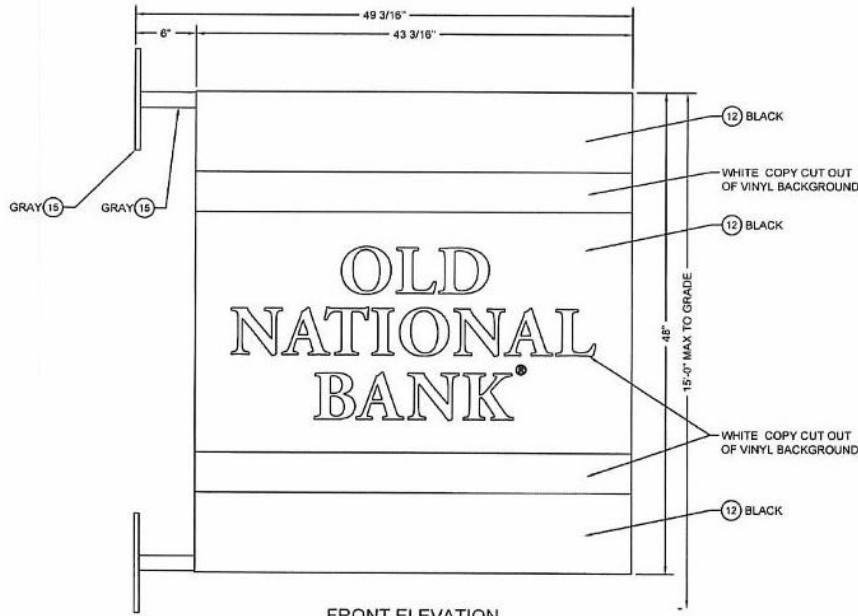 49 3/16"
6"
43 3/16"
12 BLACK
WHITE COPY CUT OUT
OF VINYL BACKGROUND
GRAY 15
GRAY 15
12 BLACK
OLD
NATIONAL
BANK®
48"
15'-0" MAX TO GRADE
WHITE COPY CUT OUT
OF VINYL BACKGROUND
12 BLACK
FRONT ELEVATION